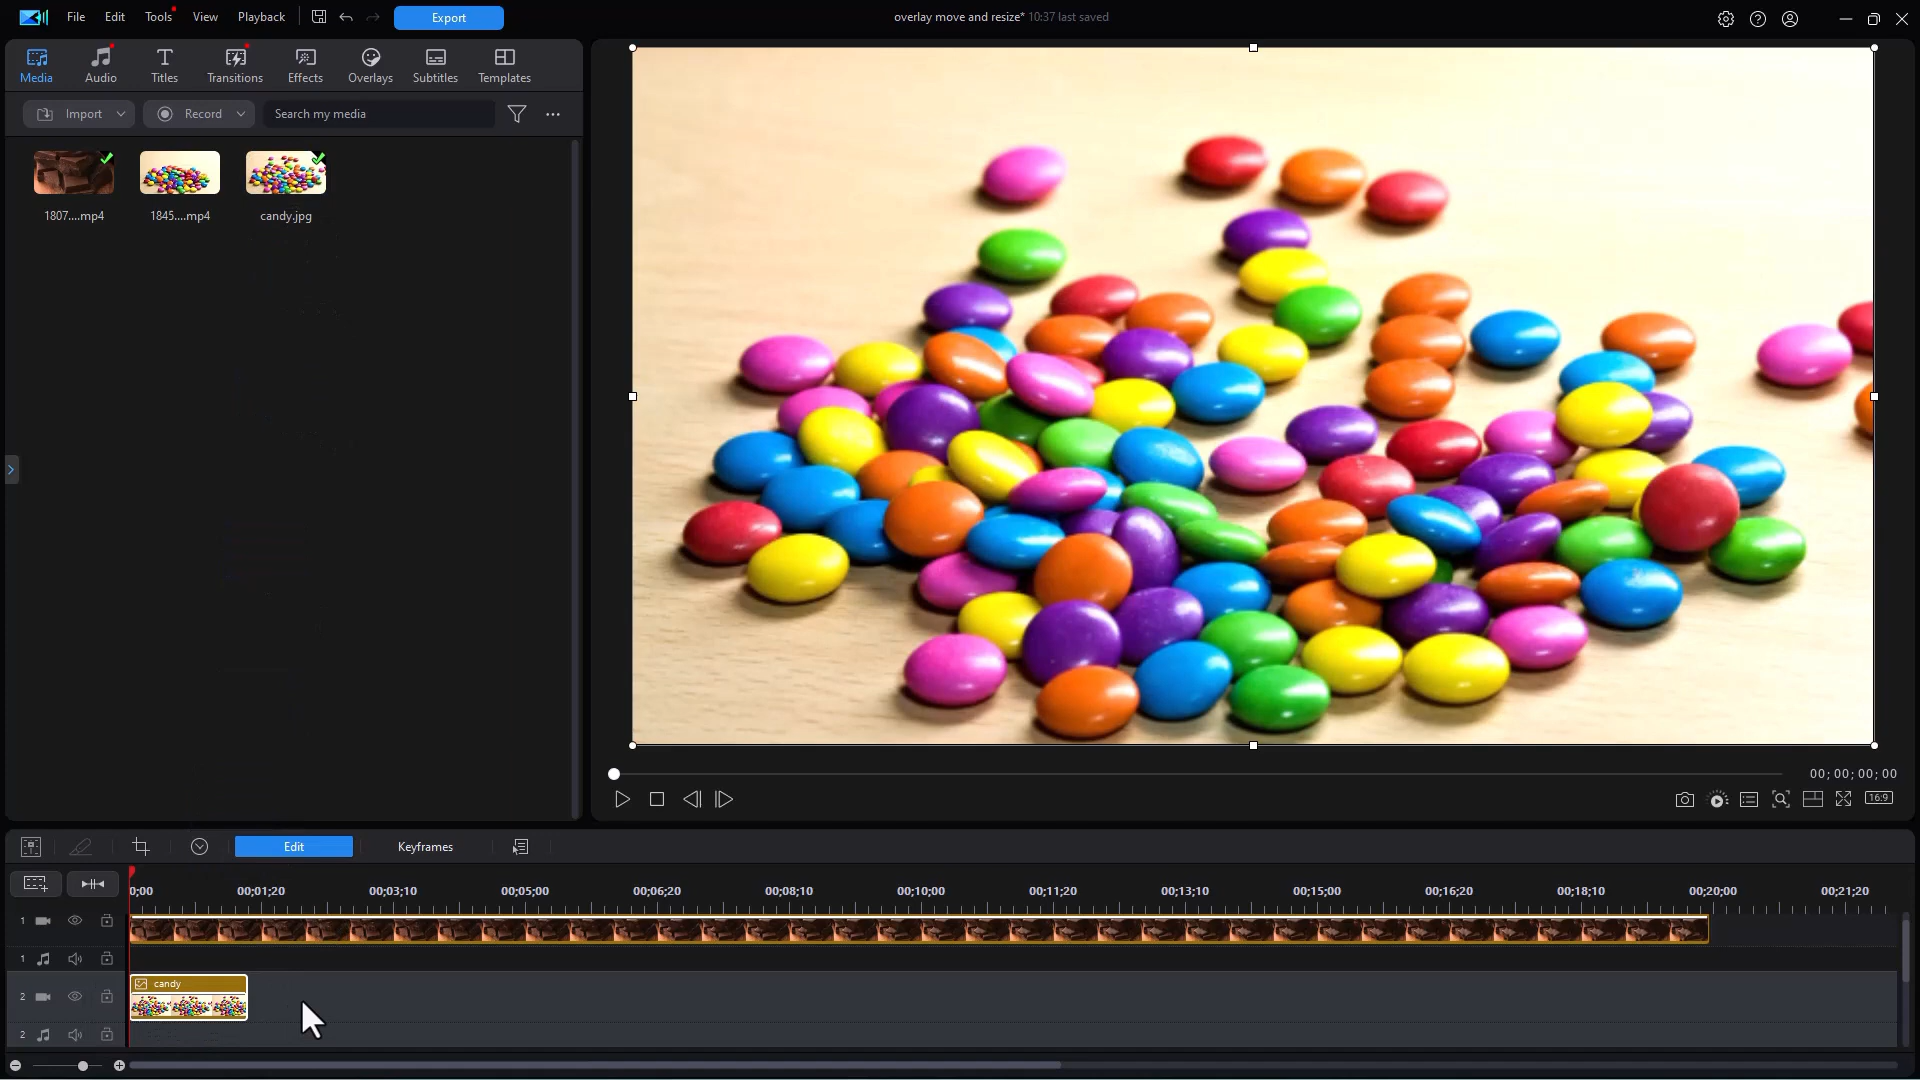 File Edit Tools View Playback Export overlay move and resize* 10:37 last saved
Media Audio Titles Transitions Effects Overlays Subtitles Templates
Import Record Search my media
1807....mp4 1845....mp4 candy.jpg
00;00;00;00
16:9
Edit Keyframes
0;00 00;01;20 00;03;10 00;05;00 00;06;20 00;08;10 00;10;00 00;11;20 00;13;10 00;15;00 00;16;20 00;18;10 00;20;00 00;21;20
1
1
2 candy
2